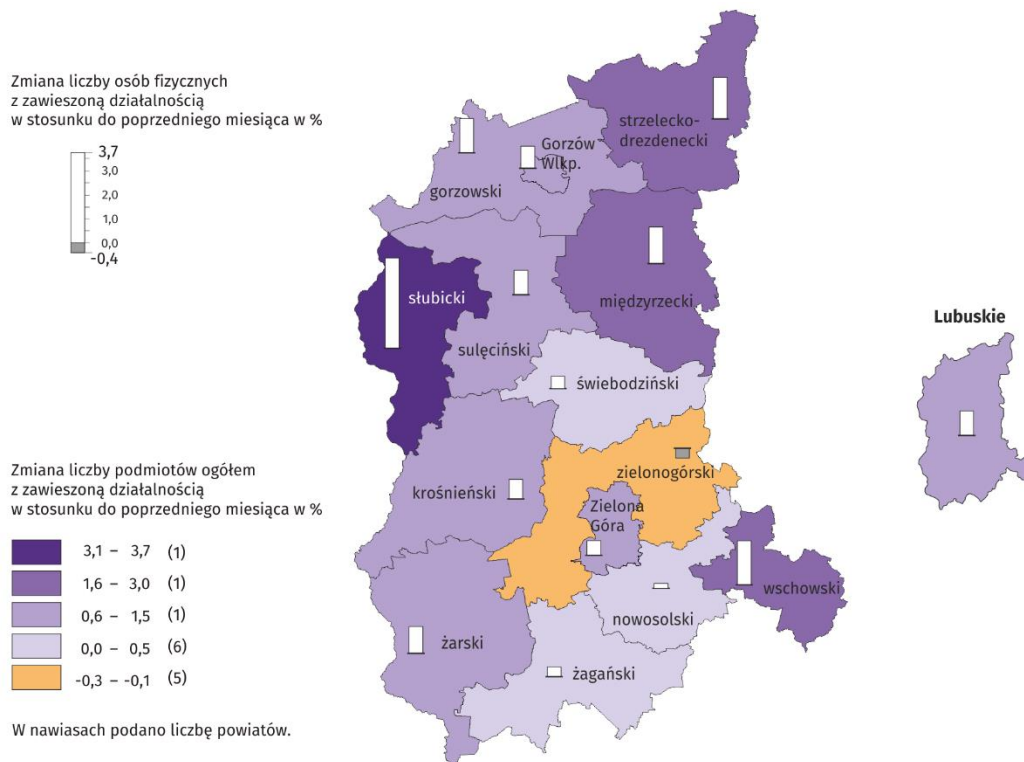 Zmiana liczby osób fizycznych
z zawieszoną działalnością
w stosunku do poprzedniego miesiąca w %
3,7
3,0
2,0
1,0
0,0
-0,4
strzelecko-
drezdenecki
Gorzów
Wlkp.
gorzowski
słubicki
międzyrzecki
sulęciński
świebodziński
Lubuskie
Zmiana liczby podmiotów ogółem
z zawieszoną działalnością
w stosunku do poprzedniego miesiąca w %
3,1 – 3,7 (1)
1,6 – 3,0 (1)
0,6 – 1,5 (1)
0,0 – 0,5 (6)
-0,3 – -0,1 (5)
W nawiasach podano liczbę powiatów.
zielonogórski
krośnieński
Zielona
Góra
wschowski
nowosolski
żarski
żagański